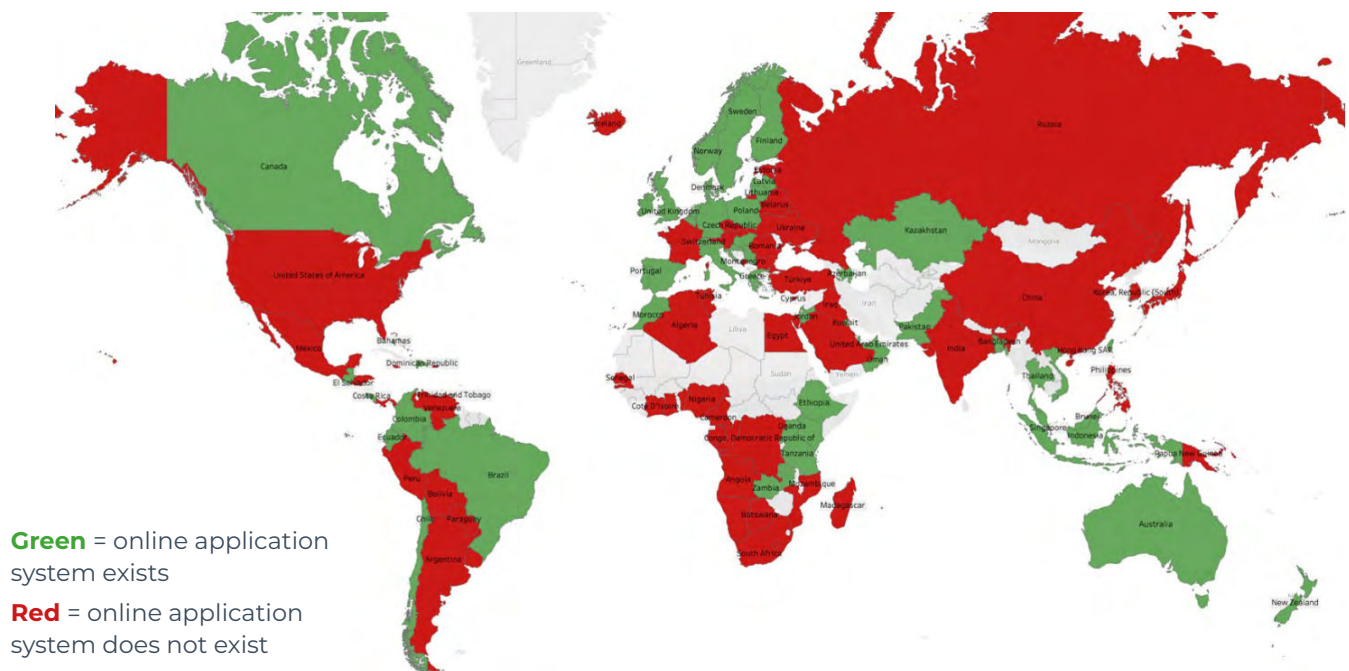 Greenland
Iceland
Sweden
Finland
Norway
Russia
Canada
Estonia
Latvia
Denmark
Lithuania
Belarus
United Kingdom
Poland
Czech Republic
Ukraine
Kazakhstan
Switzerland
Romania
Mongolia
Montenegro
United States of America
Portugal
Greece
Türkiye
Azerbaijan
Tunisia
Cyprus
Iraq
Iran
China
Korea, Republic (South)
Morocco
Jordan
Algeria
Libya
Egypt
Kuwait
Pakistan
Mexico
Bahamas
United Arab Emirates
India
Bangladesh
Hong Kong SAR
Oman
Dominican Republic
Sudan
Yemen
Thailand
Philippines
El Salvador
Senegal
Costa Rica
Trinidad and Tobago
Venezuela
Cote D'Ivoire
Nigeria
Ethiopia
Colombia
Cameroon
Brunei
Ecuador
Uganda
Singapore
Indonesia
Congo, Democratic Republic of
Tanzania
Papua New Guinea
Brazil
Peru
Angola
Zambia
Mozambique
Bolivia
Botswana
Madagascar
Chile
Paraguay
Australia
South Africa
Argentina
New Zealand
Green = online application
system exists
Red = online application
system does not exist